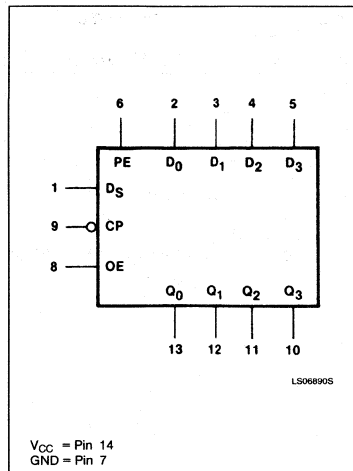 6 2 3 4 5
PE D0 D1 D2 D3
1 DS
9 CP
8 OE
Q0 Q1 Q2 Q3
13 12 11 10
LS06890S
VCC = Pin 14
GND = Pin 7